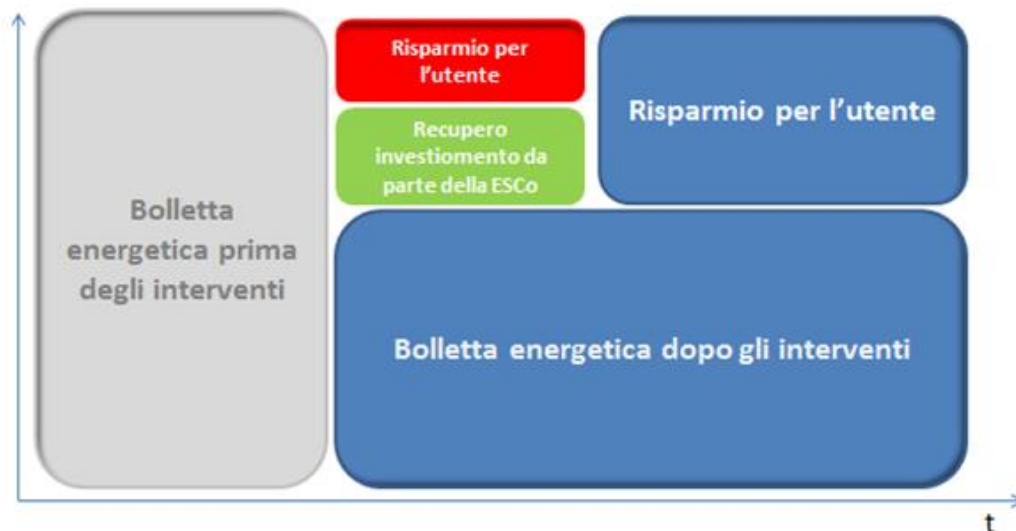 Bolletta
energetica prima
degli interventi
Risparmio per
l'utente
Recupero
investiomento da
parte della ESCo
Risparmio per l'utente
Bolletta energetica dopo gli interventi
t